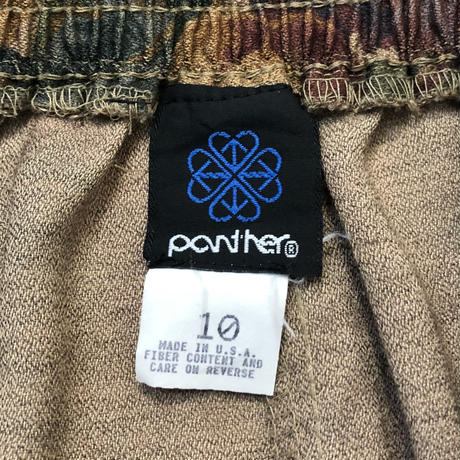 panther®
10
MADE IN U.S.A.
FIBER CONTENT AND
CARE ON REVERSE